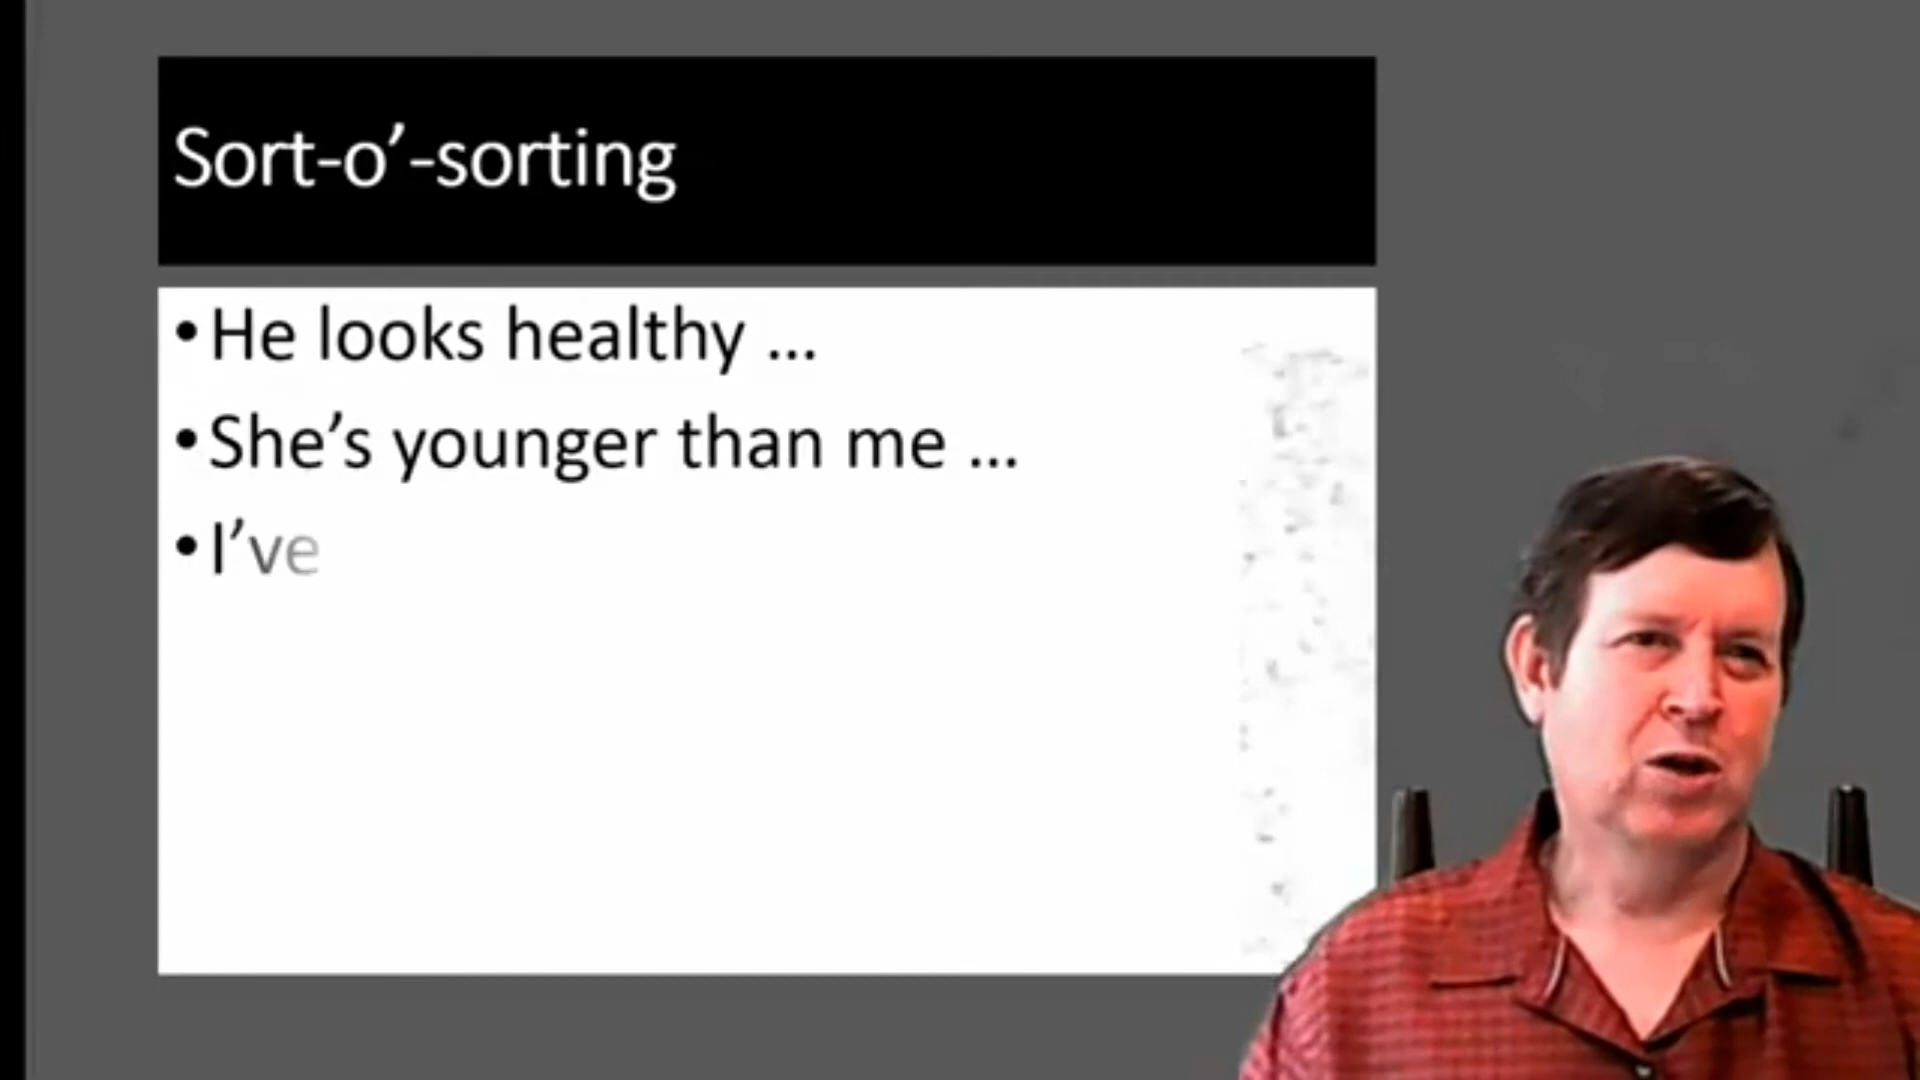 Sort-o’-sorting
•He looks healthy ...
•She’s younger than me ...
•I’ve